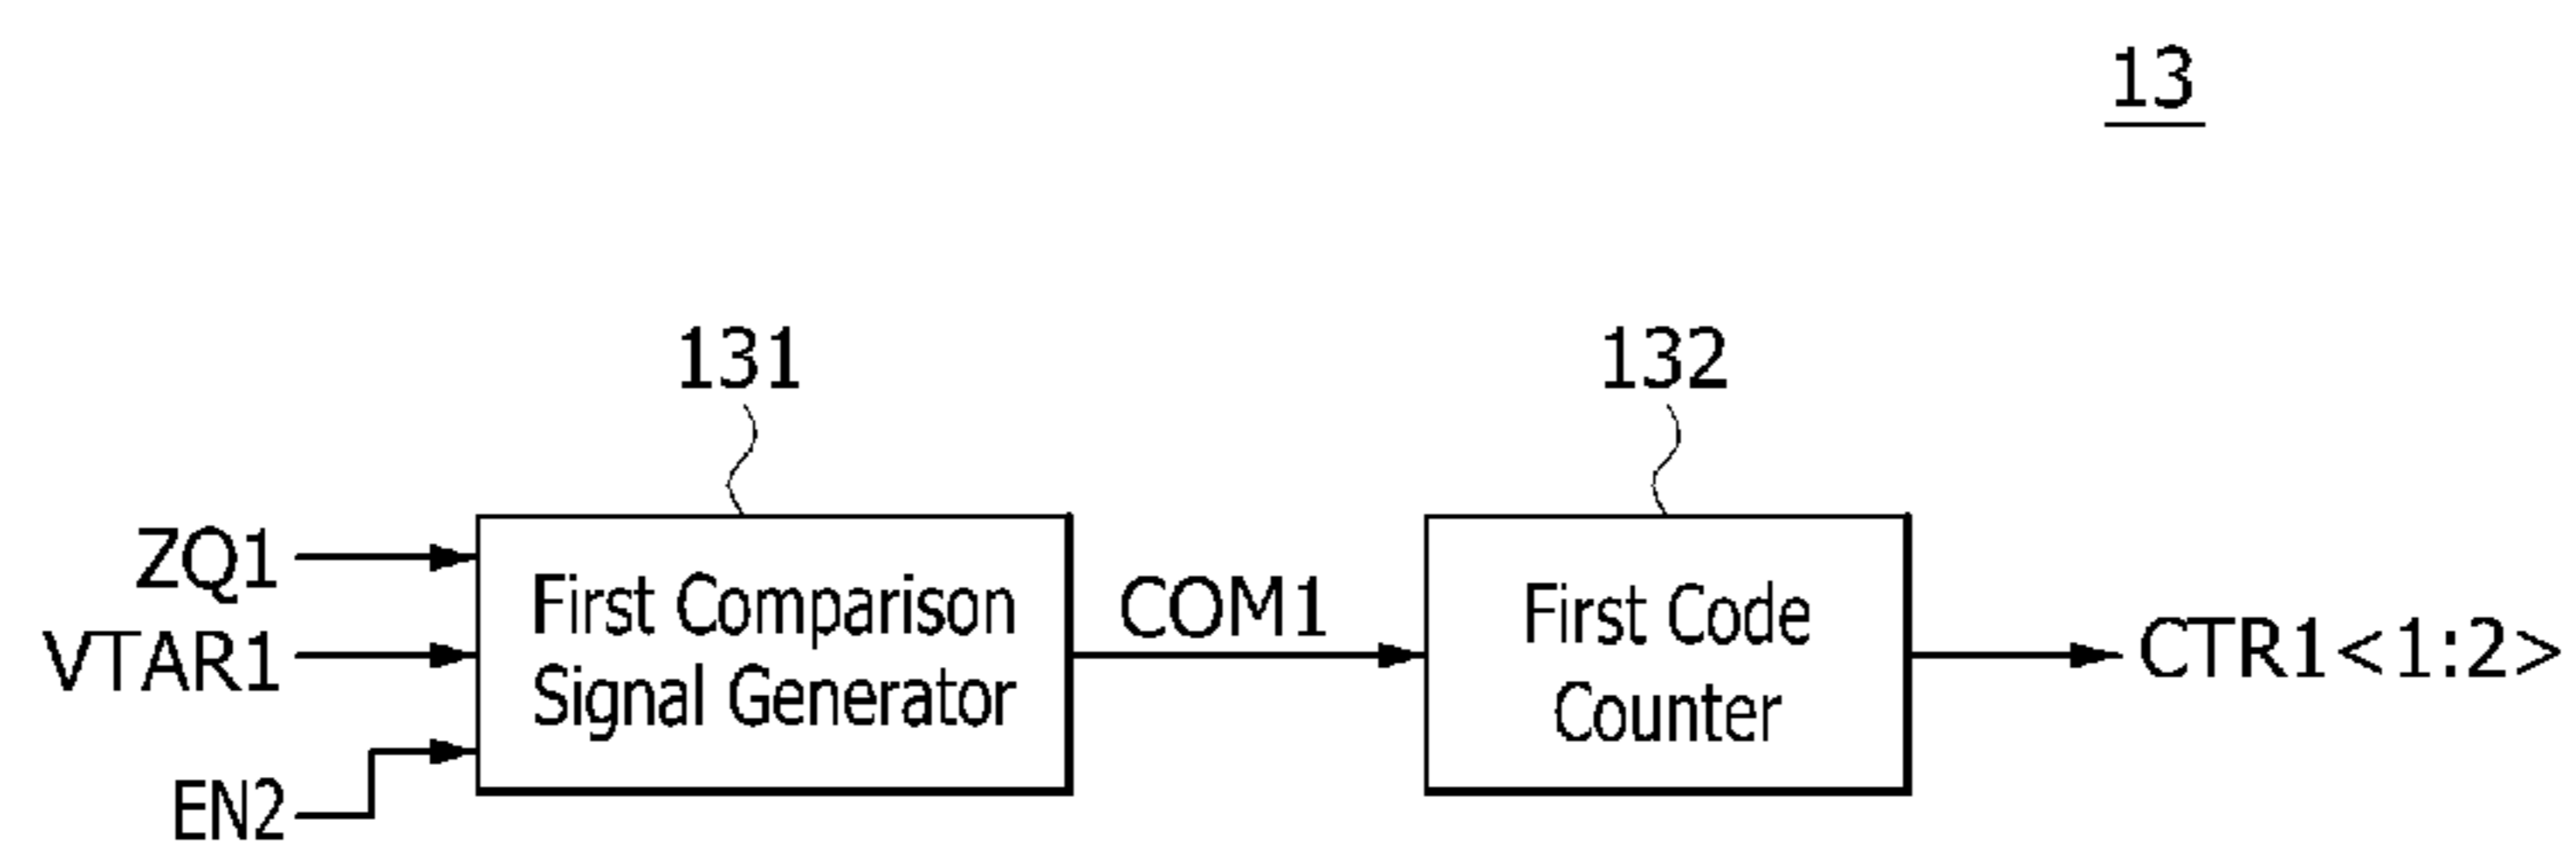 13
131
132
ZQ1
VTAR1
EN2
First Comparison
Signal Generator
COM1
First Code
Counter
CTR1<1:2>